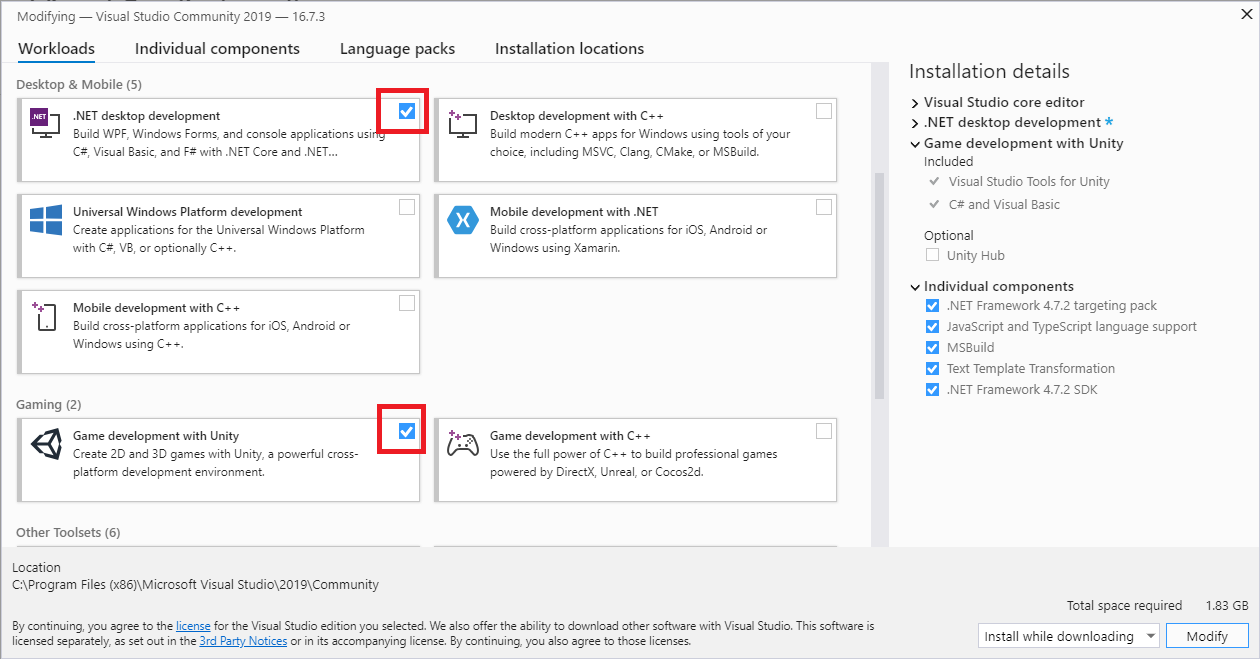 Modifying — Visual Studio Community 2019 — 16.7.3
Workloads
Individual components
Language packs
Installation locations
Desktop & Mobile (5)
.NET
.NET desktop development
Build WPF, Windows Forms, and console applications using
C#, Visual Basic, and F# with .NET Core and .NET...
Desktop development with C++
Build modern C++ apps for Windows using tools of your
choice, including MSVC, Clang, CMake, or MSBuild.
Universal Windows Platform development
Create applications for the Universal Windows Platform
with C#, VB, or optionally C++.
Mobile development with .NET
Build cross-platform applications for iOS, Android or
Windows using Xamarin.
Mobile development with C++
Build cross-platform applications for iOS, Android or
Windows using C++.
Gaming (2)
Game development with Unity
Create 2D and 3D games with Unity, a powerful cross-
platform development environment.
Game development with C++
Use the full power of C++ to build professional games
powered by DirectX, Unreal, or Cocos2d.
Other Toolsets (6)
Installation details
Visual Studio core editor
.NET desktop development *
Game development with Unity
Included
Visual Studio Tools for Unity
C# and Visual Basic
Optional
Unity Hub
Individual components
.NET Framework 4.7.2 targeting pack
JavaScript and TypeScript language support
MSBuild
Text Template Transformation
.NET Framework 4.7.2 SDK
Location
C:\Program Files (x86)\Microsoft Visual Studio\2019\Community
Total space required 1.83 GB
By continuing, you agree to the license for the Visual Studio edition you selected. We also offer the ability to download other software with Visual Studio. This software is
licensed separately, as set out in the 3rd Party Notices or in its accompanying license. By continuing, you also agree to those licenses.
Install while downloading
Modify